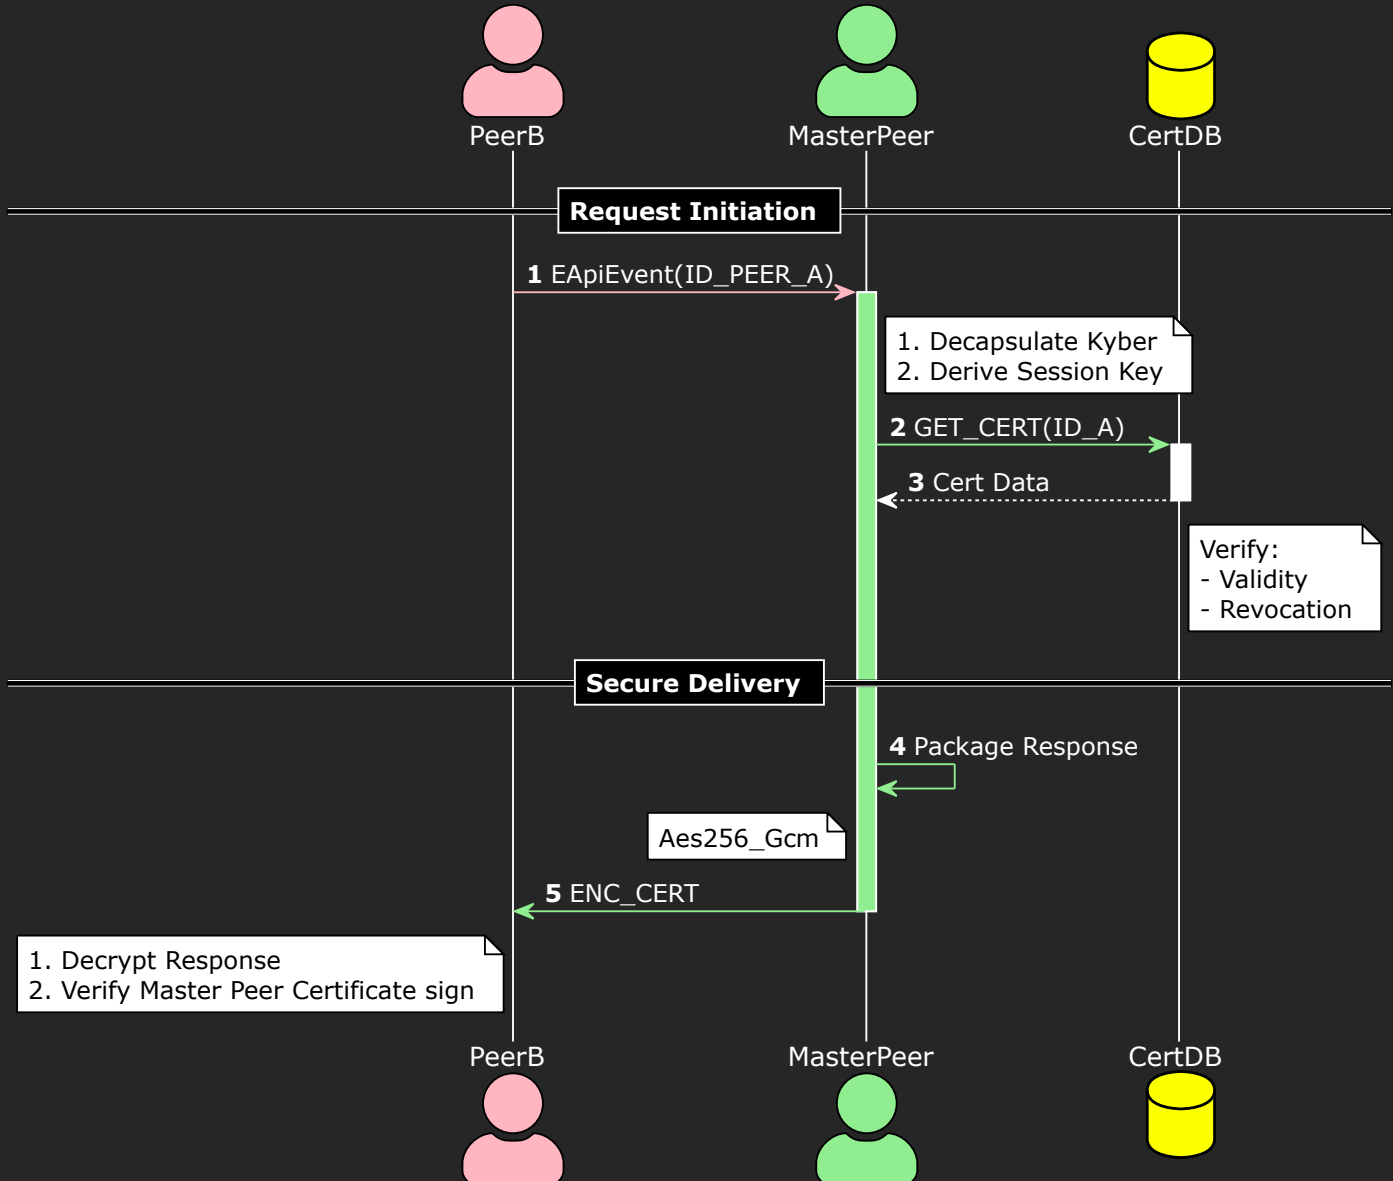 PeerB
MasterPeer
CertDB
Request Initiation
1 EApiEvent(ID_PEER_A)
1. Decapsulate Kyber
2. Derive Session Key
2 GET_CERT(ID_A)
3 Cert Data
Verify:
- Validity
- Revocation
Secure Delivery
4 Package Response
Aes256_Gcm
5 ENC_CERT
1. Decrypt Response
2. Verify Master Peer Certificate sign
PeerB
MasterPeer
CertDB